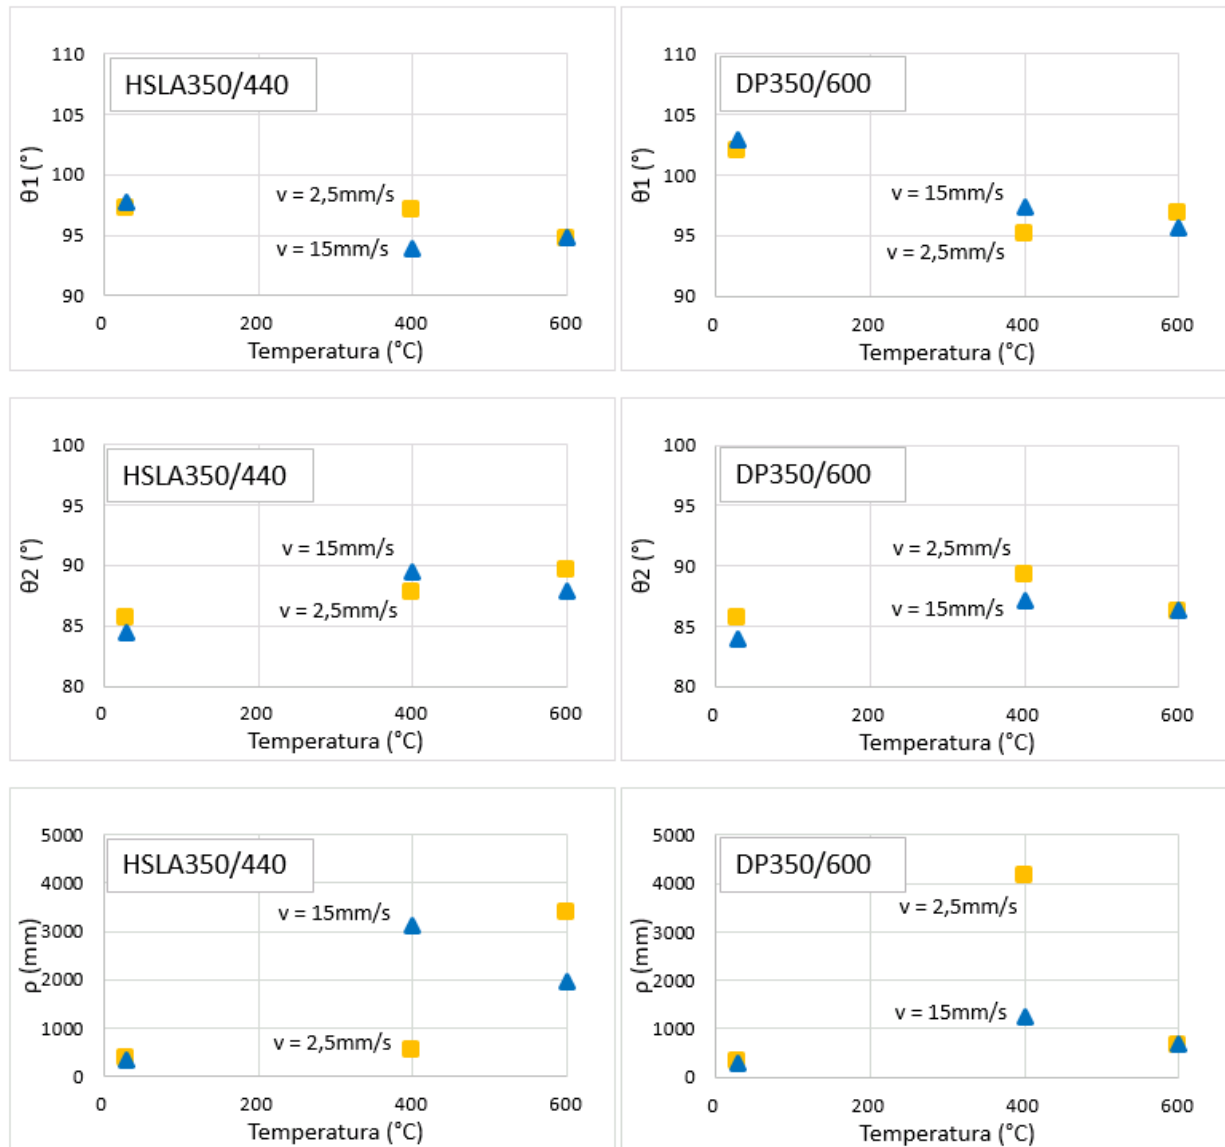 110
HSLA350/440
105
100
θ1 (°)
v = 2,5mm/s
95
v = 15mm/s
90
0 200 400 600
Temperatura (°C)
110
DP350/600
105
100
θ1 (°)
v = 15mm/s
95
v = 2,5mm/s
90
0 200 400 600
Temperatura (°C)
100
HSLA350/440
95
90
θ2 (°)
v = 15mm/s
v = 2,5mm/s
85
80
0 200 400 600
Temperatura (°C)
100
DP350/600
95
90
θ2 (°)
v = 2,5mm/s
v = 15mm/s
85
80
0 200 400 600
Temperatura (°C)
5000
HSLA350/440
4000
v = 15mm/s
3000
ρ (mm)
2000
1000
v = 2,5mm/s
0
0 200 400 600
Temperatura (°C)
5000
DP350/600
4000
v = 2,5mm/s
3000
ρ (mm)
2000
v = 15mm/s
1000
0
0 200 400 600
Temperatura (°C)